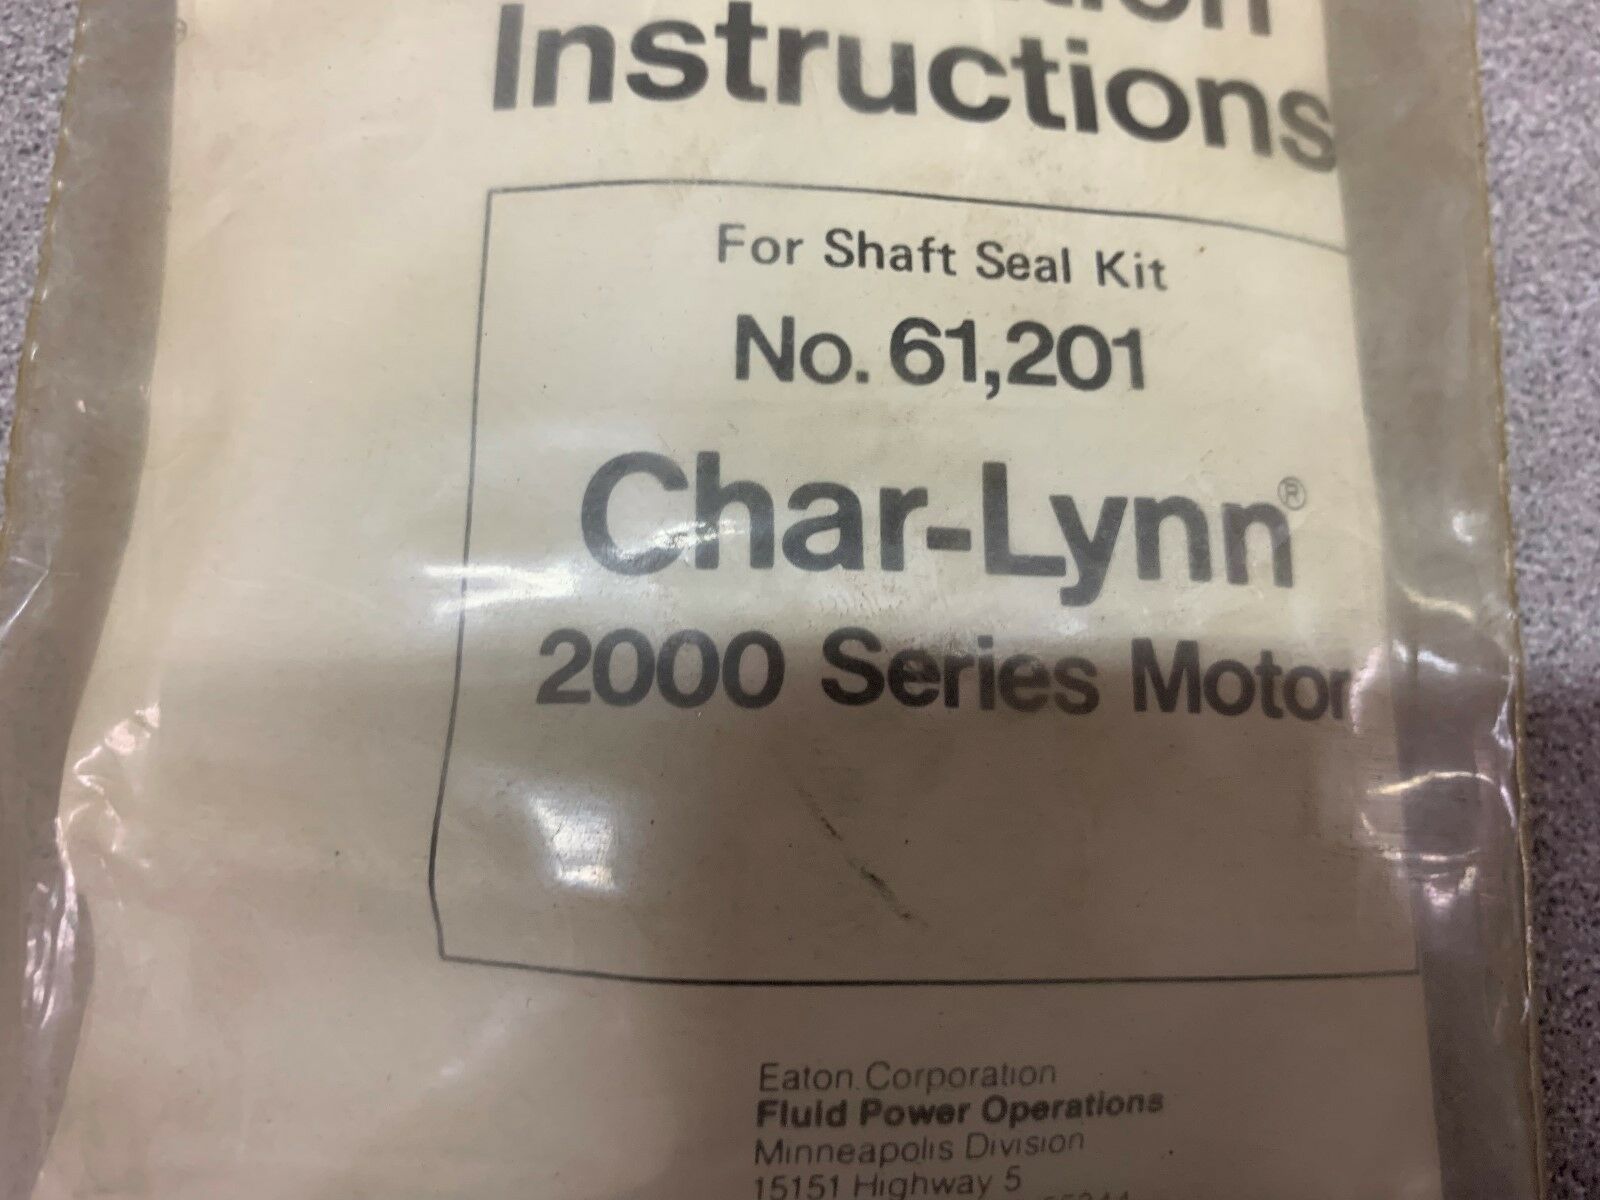 Instructions
For Shaft Seal Kit
No. 61,201
Char-Lynn®
2000 Series Motor
Eaton Corporation
Fluid Power Operations
Minneapolis Division
15151 Highway 5